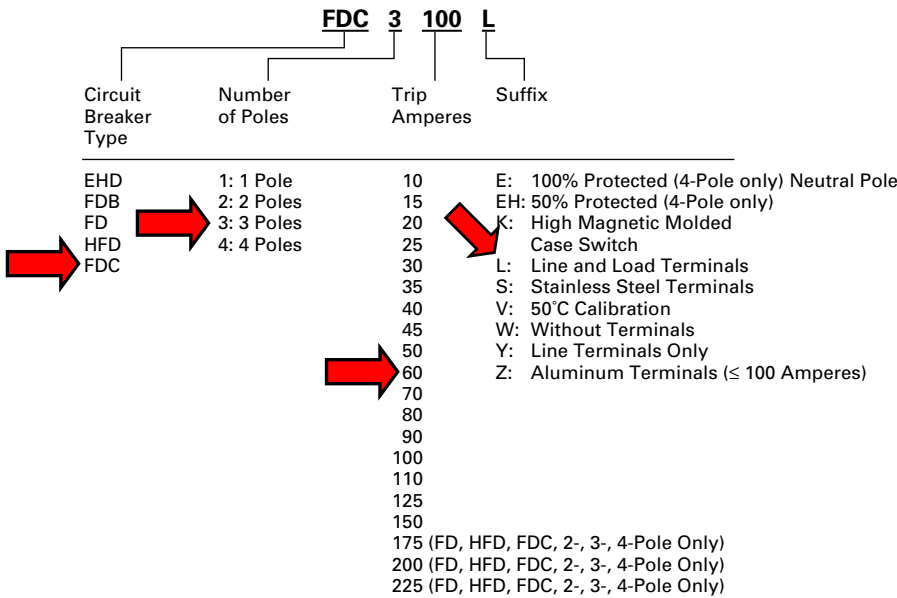 FDC 3 100 L
Circuit Breaker Type
Number of Poles
Trip Amperes
Suffix
EHD
FDB
FD
HFD
FDC
1: 1 Pole
2: 2 Poles
3: 3 Poles
4: 4 Poles
10
15
20
25
30
35
40
45
50
60
70
80
90
100
110
125
150
175 (FD, HFD, FDC, 2-, 3-, 4-Pole Only)
200 (FD, HFD, FDC, 2-, 3-, 4-Pole Only)
225 (FD, HFD, FDC, 2-, 3-, 4-Pole Only)
E: 100% Protected (4-Pole only) Neutral Pole
EH: 50% Protected (4-Pole only)
K: High Magnetic Molded
Case Switch
L: Line and Load Terminals
S: Stainless Steel Terminals
V: 50°C Calibration
W: Without Terminals
Y: Line Terminals Only
Z: Aluminum Terminals (≤ 100 Amperes)